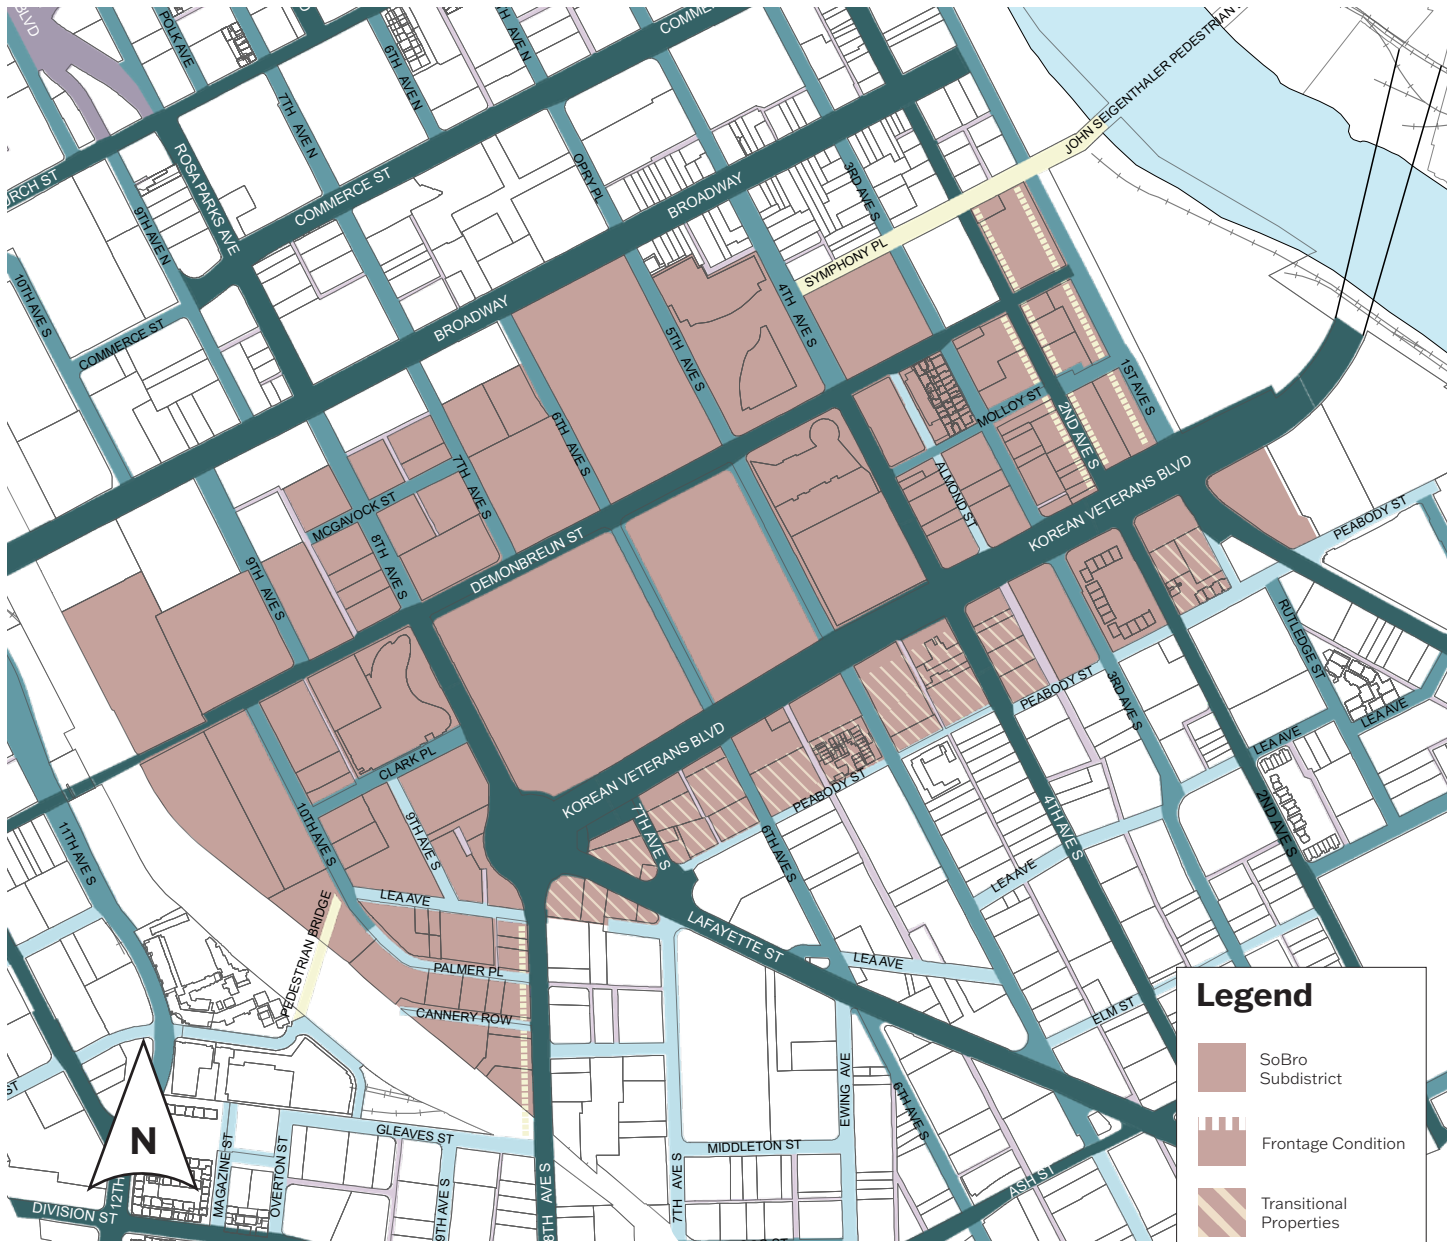 BLVD
POLK AVE
6TH AVE N
TH AVE N
COMME
7TH AVE N
JOHN SEIGENTHALER PEDESTRIAN
ROSA PARKS AVE
COMMERCE ST
OPRY PL
BROADWAY
3RD AVE S
URCH ST
9TH AVE N
SYMPHONY PL
10TH AVE S
COMMERCE ST
BROADWAY
4TH AVE S
5TH AVE S
1ST AVE S
6TH AVE S
MOLLOY ST
2ND AVE S
MCGAVOCK ST
7TH AVE S
8TH AVE S
ALMOND ST
KOREAN VETERANS BLVD
PEABODY ST
DEMONBREUN ST
9TH AVE S
RUTLEDGE ST
PEABODY ST
3RD AVE S
LEA AVE
LEA AVE
CLARK PL
KOREAN VETERANS BLVD
PEABODY ST
10TH AVE S
9TH AVE S
7TH AVE S
6TH AVE S
4TH AVE S
2ND AVE S
11TH AVE S
LEA AVE
LEA AVE
PEDESTRIAN BRIDGE
LAFAYETTE ST
PALMER PL
LEA AVE
CANNERY ROW
ELM ST
ST
EWING AVE
6TH AVE S
GLEAVES ST
MIDDLETON ST
N
MAGAZINE ST
OVERTON ST
12TH
9TH AVE S
8TH AVE S
7TH AVE S
ASH ST
DIVISION ST
Legend
SoBro
Subdistrict
Frontage Condition
Transitional
Properties